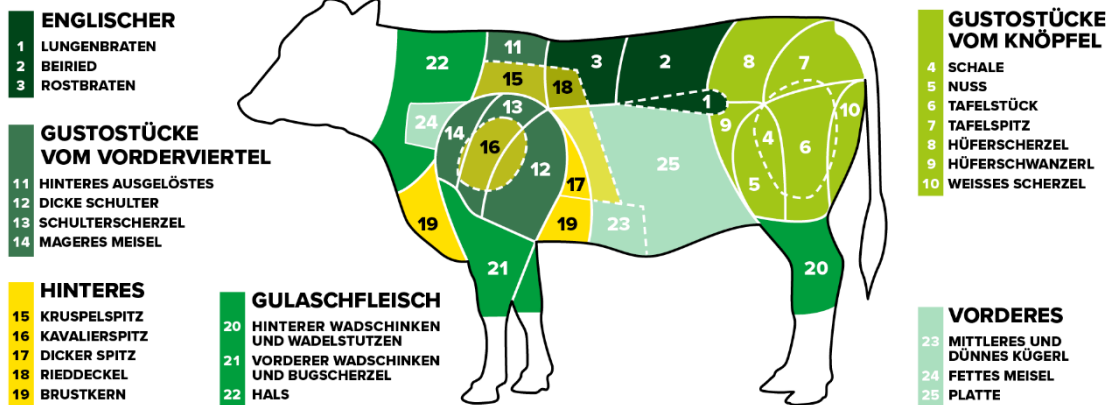 ENGLISCHER
1 LUNGENBRATEN
2 BEIRIED
3 ROSTBRATEN
GUSTOSTÜCKE
VOM VORDERVIERTEL
11 HINTERES AUSGELÖSTES
12 DICKE SCHULTER
13 SCHULTERSCHERZEL
14 MAGERES MEISEL
HINTERES
15 KRUSPELSPITZ
16 KAVALIERSPITZ
17 DICKER SPITZ
18 RIEDDECKEL
19 BRUSTKERN
GULASCHFLEISCH
20 HINTERER WADSCHINKEN
UND WADELSTUTZEN
21 VORDERER WADSCHINKEN
UND BUGSCHERZEL
22 HALS
22
11
15
18
3
2
1
8
7
24
14
13
16
12
17
25
9
4
6
10
5
19
19
23
21
20
GUSTOSTÜCKE
VOM KNÖPFEL
4 SCHALE
5 NUSS
6 TAFELSTÜCK
7 TAFELSPITZ
8 HÜFERSCHERZEL
9 HÜFERSCHWANZERL
10 WEISSES SCHERZEL
VORDERES
23 MITTLERES UND
DÜNNES KÜGERL
24 FETTES MEISEL
25 PLATTE